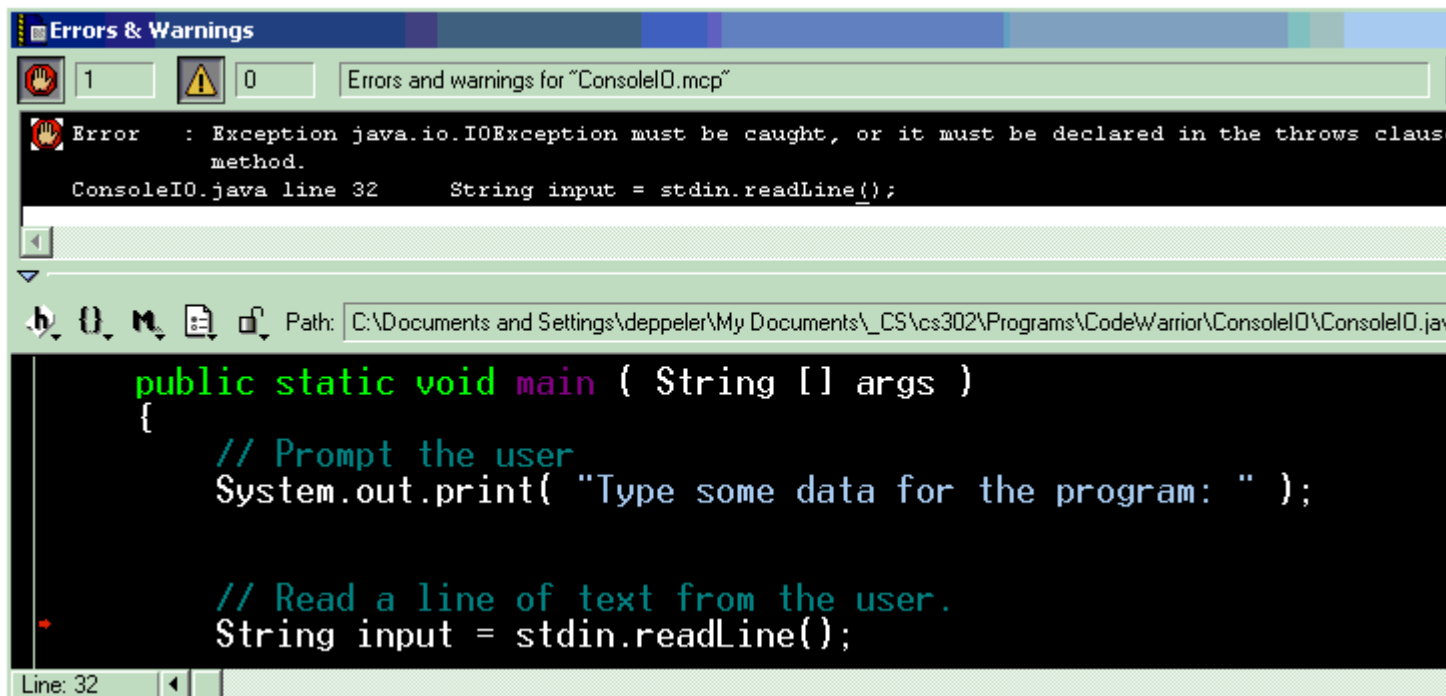 Errors & Warnings
1 0 Errors and warnings for "ConsoleIO.mcp"
Error : Exception java.io.IOException must be caught, or it must be declared in the throws claus
method.
ConsoleIO.java line 32 String input = stdin.readLine();
h {} M Path: C:\Documents and Settings\deppeler\My Documents\_CS\cs302\Programs\CodeWarrior\ConsoleIO\ConsoleIO.jav
public static void main ( String [] args )
{
// Prompt the user
System.out.print( "Type some data for the program: " );
// Read a line of text from the user.
String input = stdin.readLine();
Line: 32